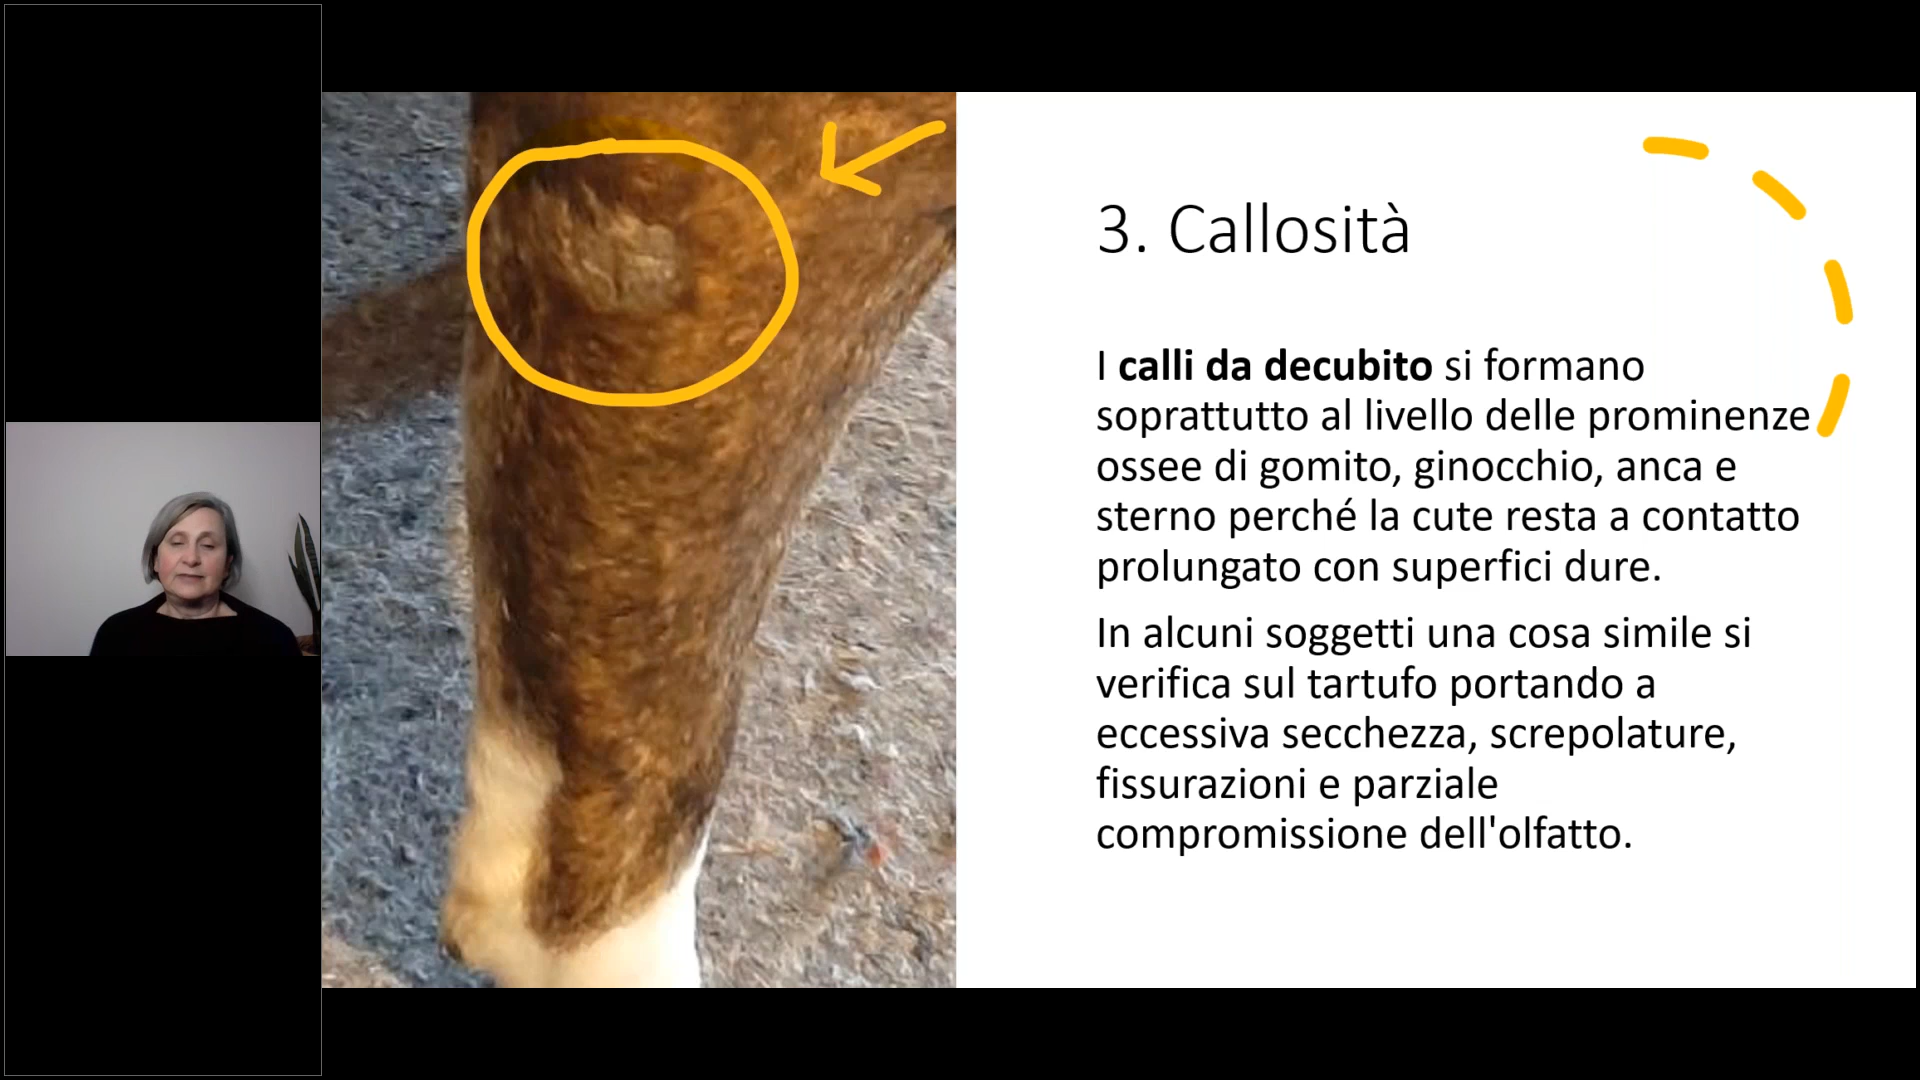 3. Callosità
I calli da decubito si formano
soprattutto al livello delle prominenze
ossee di gomito, ginocchio, anca e
sterno perché la cute resta a contatto
prolungato con superfici dure.
In alcuni soggetti una cosa simile si
verifica sul tartufo portando a
eccessiva secchezza, screpolature,
fissurazioni e parziale
compromissione dell'olfatto.